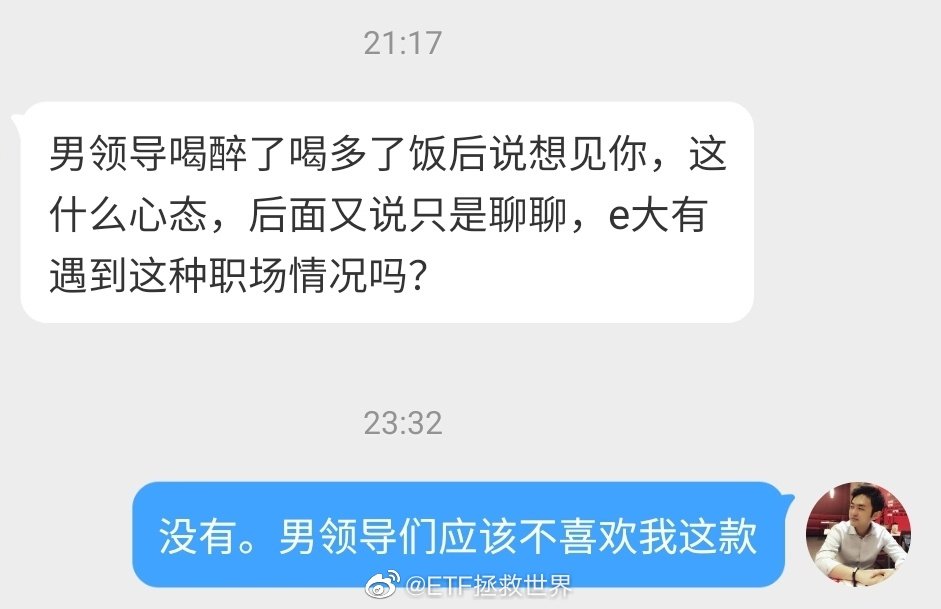 21:17
男领导喝醉了喝多了饭后说想见你，这
什么心态，后面又说只是聊聊，e大有
遇到这种职场情况吗？
23:32
没有。男领导们应该不喜欢我这款
@ETF拯救世界